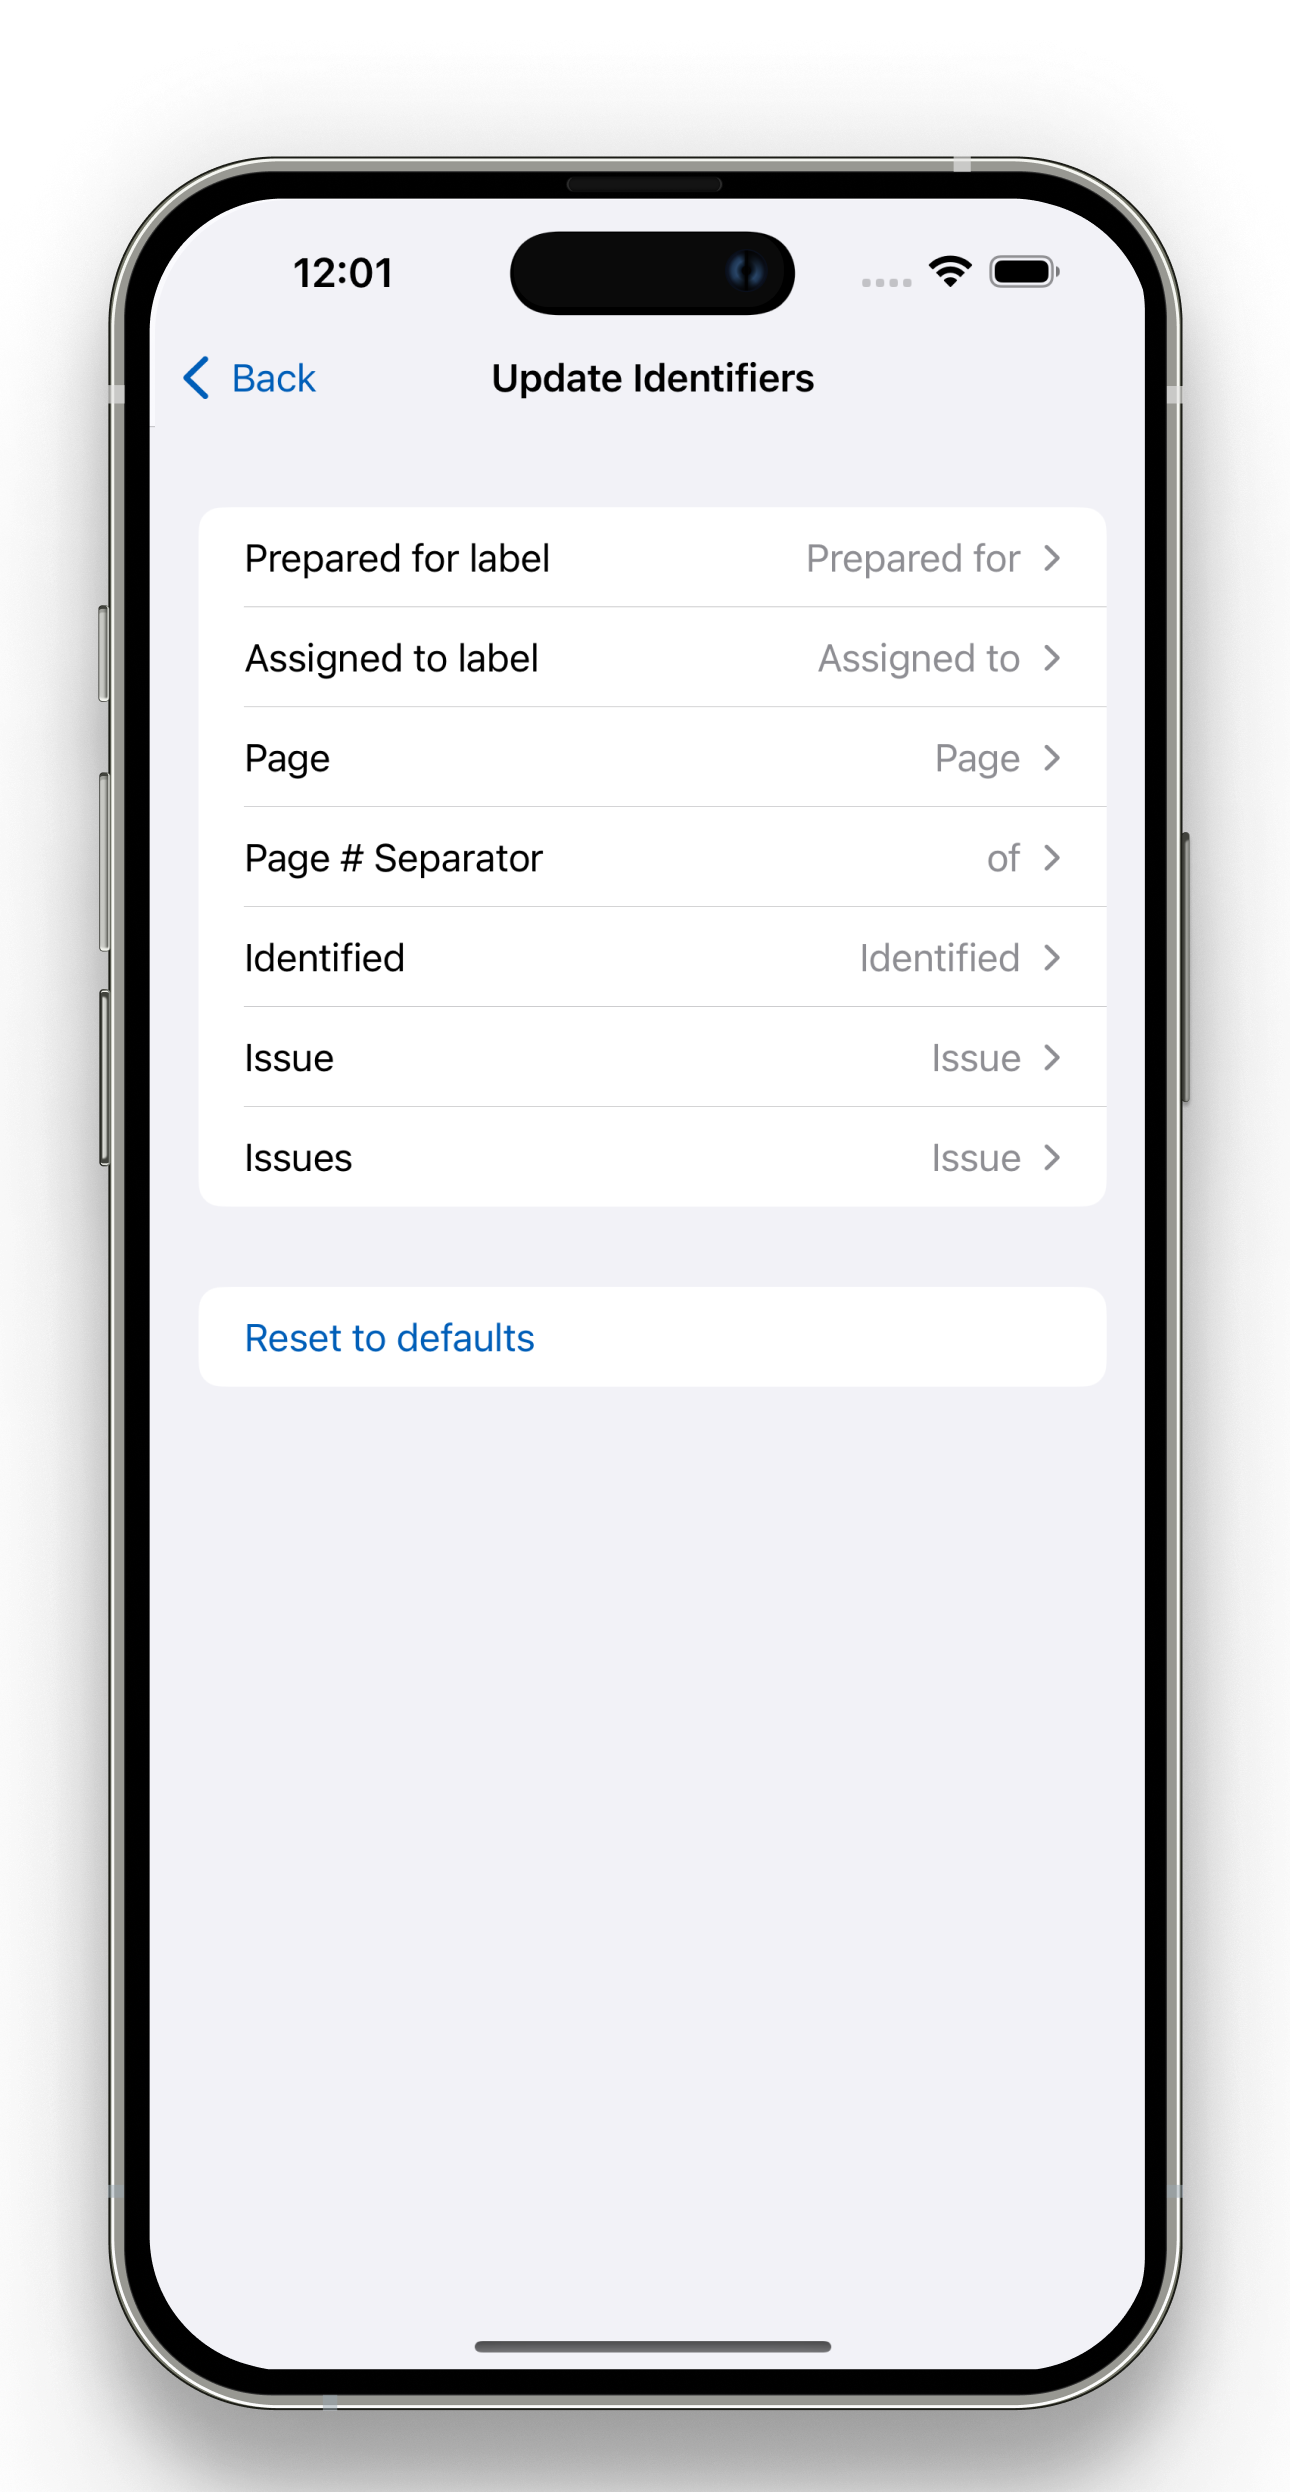 12:01
Back Update Identifiers
Prepared for label Prepared for
Assigned to label Assigned to
Page Page
Page # Separator of
Identified Identified
Issue Issue
Issues Issue
Reset to defaults